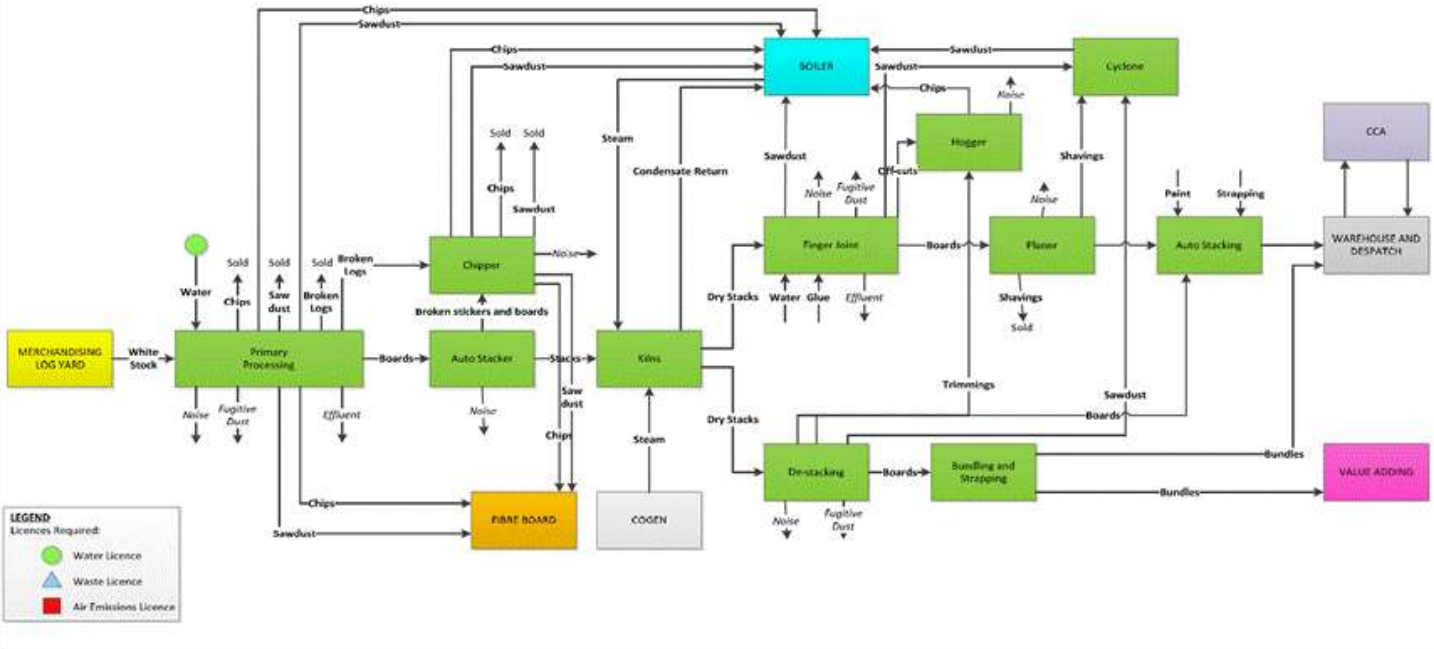 Chips
Sawdust
Chips
Sawdust
BOILER
Sawdust
Sawdust
Cyclone
Chips
Noise
Hogger
CCA
Steam
Condensate Return
Sawdust
Off-cuts
Shavings
Sold
Sold
Chips
Sawdust
Noise
Fugitive
Dust
Noise
Paint
Strapping
Water
Sold
Chips
Sold
Saw
dust
Sold
Broken
Logs
Broken
Logs
Chipper
Noise
Finger Joint
Boards
Planer
Auto Stacking
WAREHOUSE AND
DESPATCH
Broken stickers and boards
Dry Stacks
Water
Glue
Effluent
Shavings
Sold
MERCHANDISING
LOG YARD
White
Stock
Primary
Processing
Boards
Auto Stacker
Stacks
Kilns
Noise
Fugitive
Dust
Effluent
Noise
Saw
dust
Chips
Steam
Dry Stacks
Trimmings
Sawdust
Boards
De-stacking
Boards
Bundling and
Strapping
Bundles
VALUE ADDING
Bundles
Noise
Fugitive
Dust
Chips
Sawdust
FIBRE BOARD
COGEN
LEGEND
Licences Required:
Water Licence
Waste Licence
Air Emissions Licence